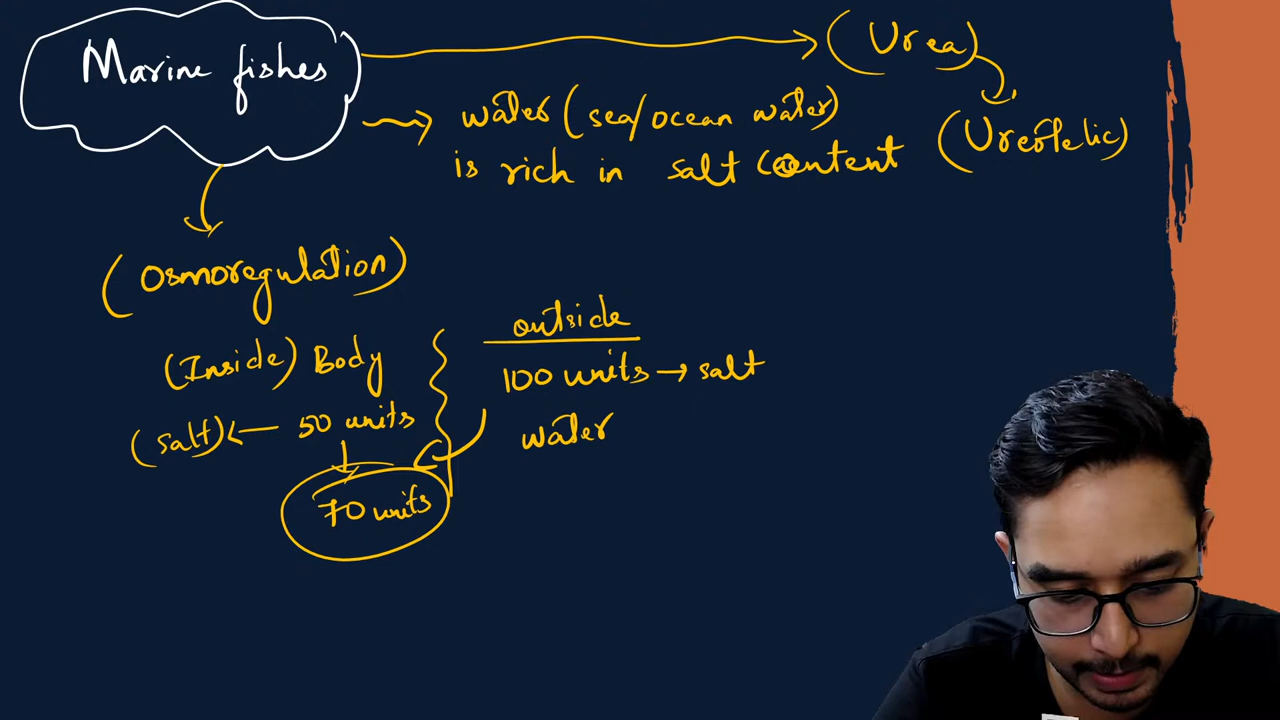 Marine fishes
(Urea)
water (sea/ocean water)
is rich in salt content
(Ureotelic)
(Osmoregulation)
(Inside) Body
outside
100 units → salt
(salt) ← 50 units
water
70 units